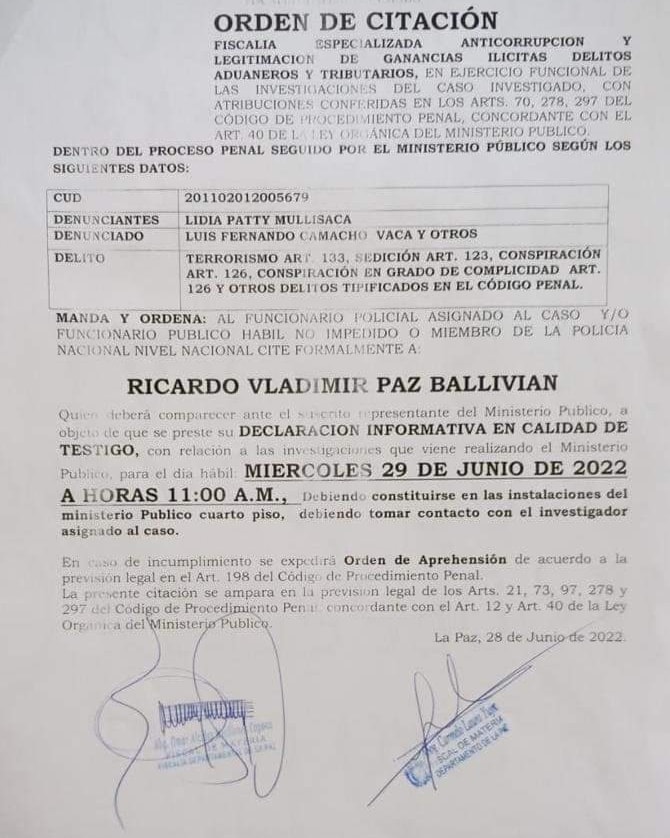 ORDEN DE CITACIÓN
FISCALIA ESPECIALIZADA ANTICORRUPCION Y
LEGITIMACION DE GANANCIAS ILICITAS DELITOS
ADUANEROS Y TRIBUTARIOS, EN EJERCICIO FUNCIONAL DE
LAS INVESTIGACIONES DEL CASO INVESTIGADO, CON
ATRIBUCIONES CONFERIDAS EN LOS ARTS. 70, 278, 297 DEL
CÓDIGO DE PROCEDIMIENTO PENAL, CONCORDANTE CON EL
ART. 40 DE LA LEY ORGÁNICA DEL MINISTERIO PUBLICO.
DENTRO DEL PROCESO PENAL SEGUIDO POR EL MINISTERIO PÚBLICO SEGÚN LOS
SIGUIENTES DATOS:
CUD 201102012005679
DENUNCIANTES LIDIA PATTY MULLISACA
DENUNCIADO LUIS FERNANDO CAMACHO VACA Y OTROS
DELITO TERRORISMO ART. 133, SEDICIÓN ART. 123, CONSPIRACIÓN
ART. 126, CONSPIRACIÓN EN GRADO DE COMPLICIDAD ART.
126 Y OTROS DELITOS TIPIFICADOS EN EL CÓDIGO PENAL.
MANDA Y ORDENA: AL FUNCIONARIO POLICIAL ASIGNADO AL CASO Y/O
FUNCIONARIO PUBLICO HABIL NO IMPEDIDO O MIEMBRO DE LA POLICIA
NACIONAL NIVEL NACIONAL CITE FORMALMENTE A:
RICARDO VLADIMIR PAZ BALLIVIAN
Quien deberá comparecer ante el suscrito representante del Ministerio Publico, a
objeto de que se preste su DECLARACION INFORMATIVA EN CALIDAD DE
TESTIGO, con relación a las investigaciones que viene realizando el Ministerio
Publico, para el día hábil: MIERCOLES 29 DE JUNIO DE 2022
A HORAS 11:00 A.M., Debiendo constituirse en las instalaciones del
ministerio Publico cuarto piso, debiendo tomar contacto con el investigador
asignado al caso.
En caso de incumplimiento se expedirá Orden de Aprehensión de acuerdo a la
previsión legal en el Art. 198 del Código de Procedimiento Penal.
La presente citación se ampara en la previsión legal de los Arts. 21, 73, 97, 278 y
297 del Código de Procedimiento Penal, concordante con el Art. 12 y Art. 40 de la Ley
Orgánica del Ministerio Publico.
La Paz, 28 de Junio de 2022.
FISCAL DE MATERIA
FISCALIA DEPARTAMENTAL DE LA PAZ
FISCAL DE MATERIA
DEPARTAMENTO DE LA PAZ